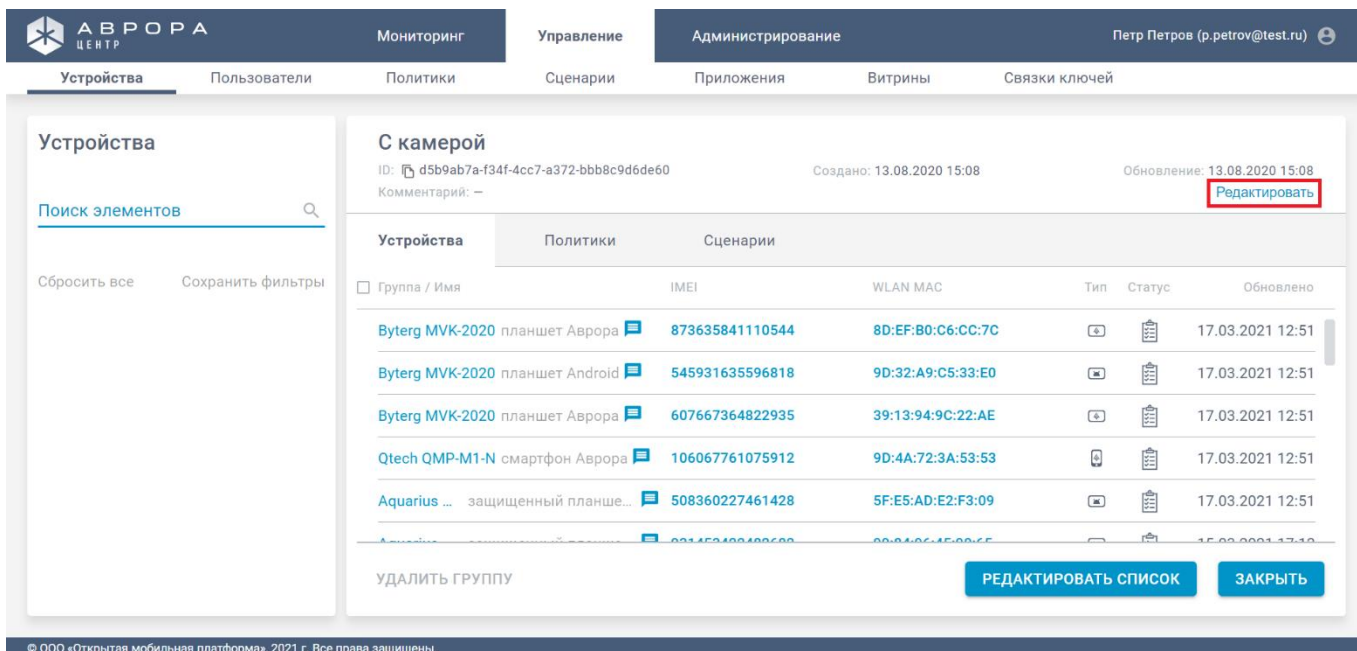 АВРОРА
ЦЕНТР
Мониторинг Управление Администрирование Петр Петров (p.petrov@test.ru)
Устройства Пользователи Политики Сценарии Приложения Витрины Связки ключей
Устройства
Поиск элементов
Сбросить все Сохранить фильтры
С камерой
ID: d5b9ab7a-f34f-4cc7-a372-bbb8c9d6de60 Создано: 13.08.2020 15:08 Обновление: 13.08.2020 15:08
Комментарий: — Редактировать
Устройства Политики Сценарии
Группа / Имя IMEI WLAN MAC Тип Статус Обновлено
Byterg MVK-2020 планшет Аврора 873635841110544 8D:EF:B0:C6:CC:7C 17.03.2021 12:51
Byterg MVK-2020 планшет Android 545931635596818 9D:32:A9:C5:33:E0 17.03.2021 12:51
Byterg MVK-2020 планшет Аврора 607667364822935 39:13:94:9C:22:AE 17.03.2021 12:51
Qtech QMP-M1-N смартфон Аврора 106067761075912 9D:4A:72:3A:53:53 17.03.2021 12:51
Aquarius ... защищенный планше... 508360227461428 5F:E5:AD:E2:F3:09 17.03.2021 12:51
УДАЛИТЬ ГРУППУ РЕДАКТИРОВАТЬ СПИСОК ЗАКРЫТЬ
© ООО «Открытая мобильная платформа», 2021 г. Все права защищены